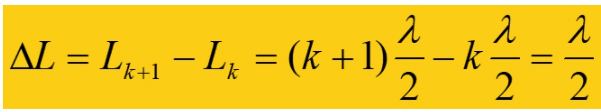 ΔL = L_{k+1} − L_k = (k + 1) λ/2 − k λ/2 = λ/2